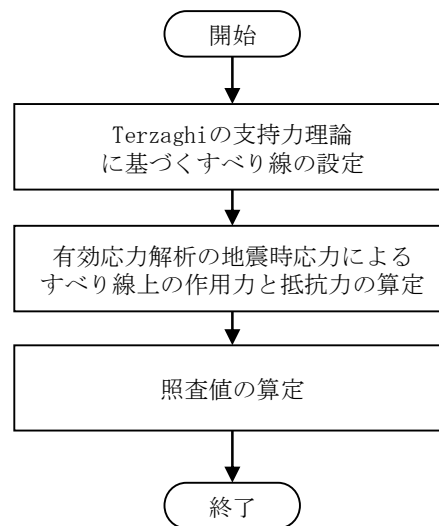 開始
Terzaghiの支持力理論
に基づくすべり線の設定
有効応力解析の地震時応力による
すべり線上の作用力と抵抗力の算定
照査値の算定
終了